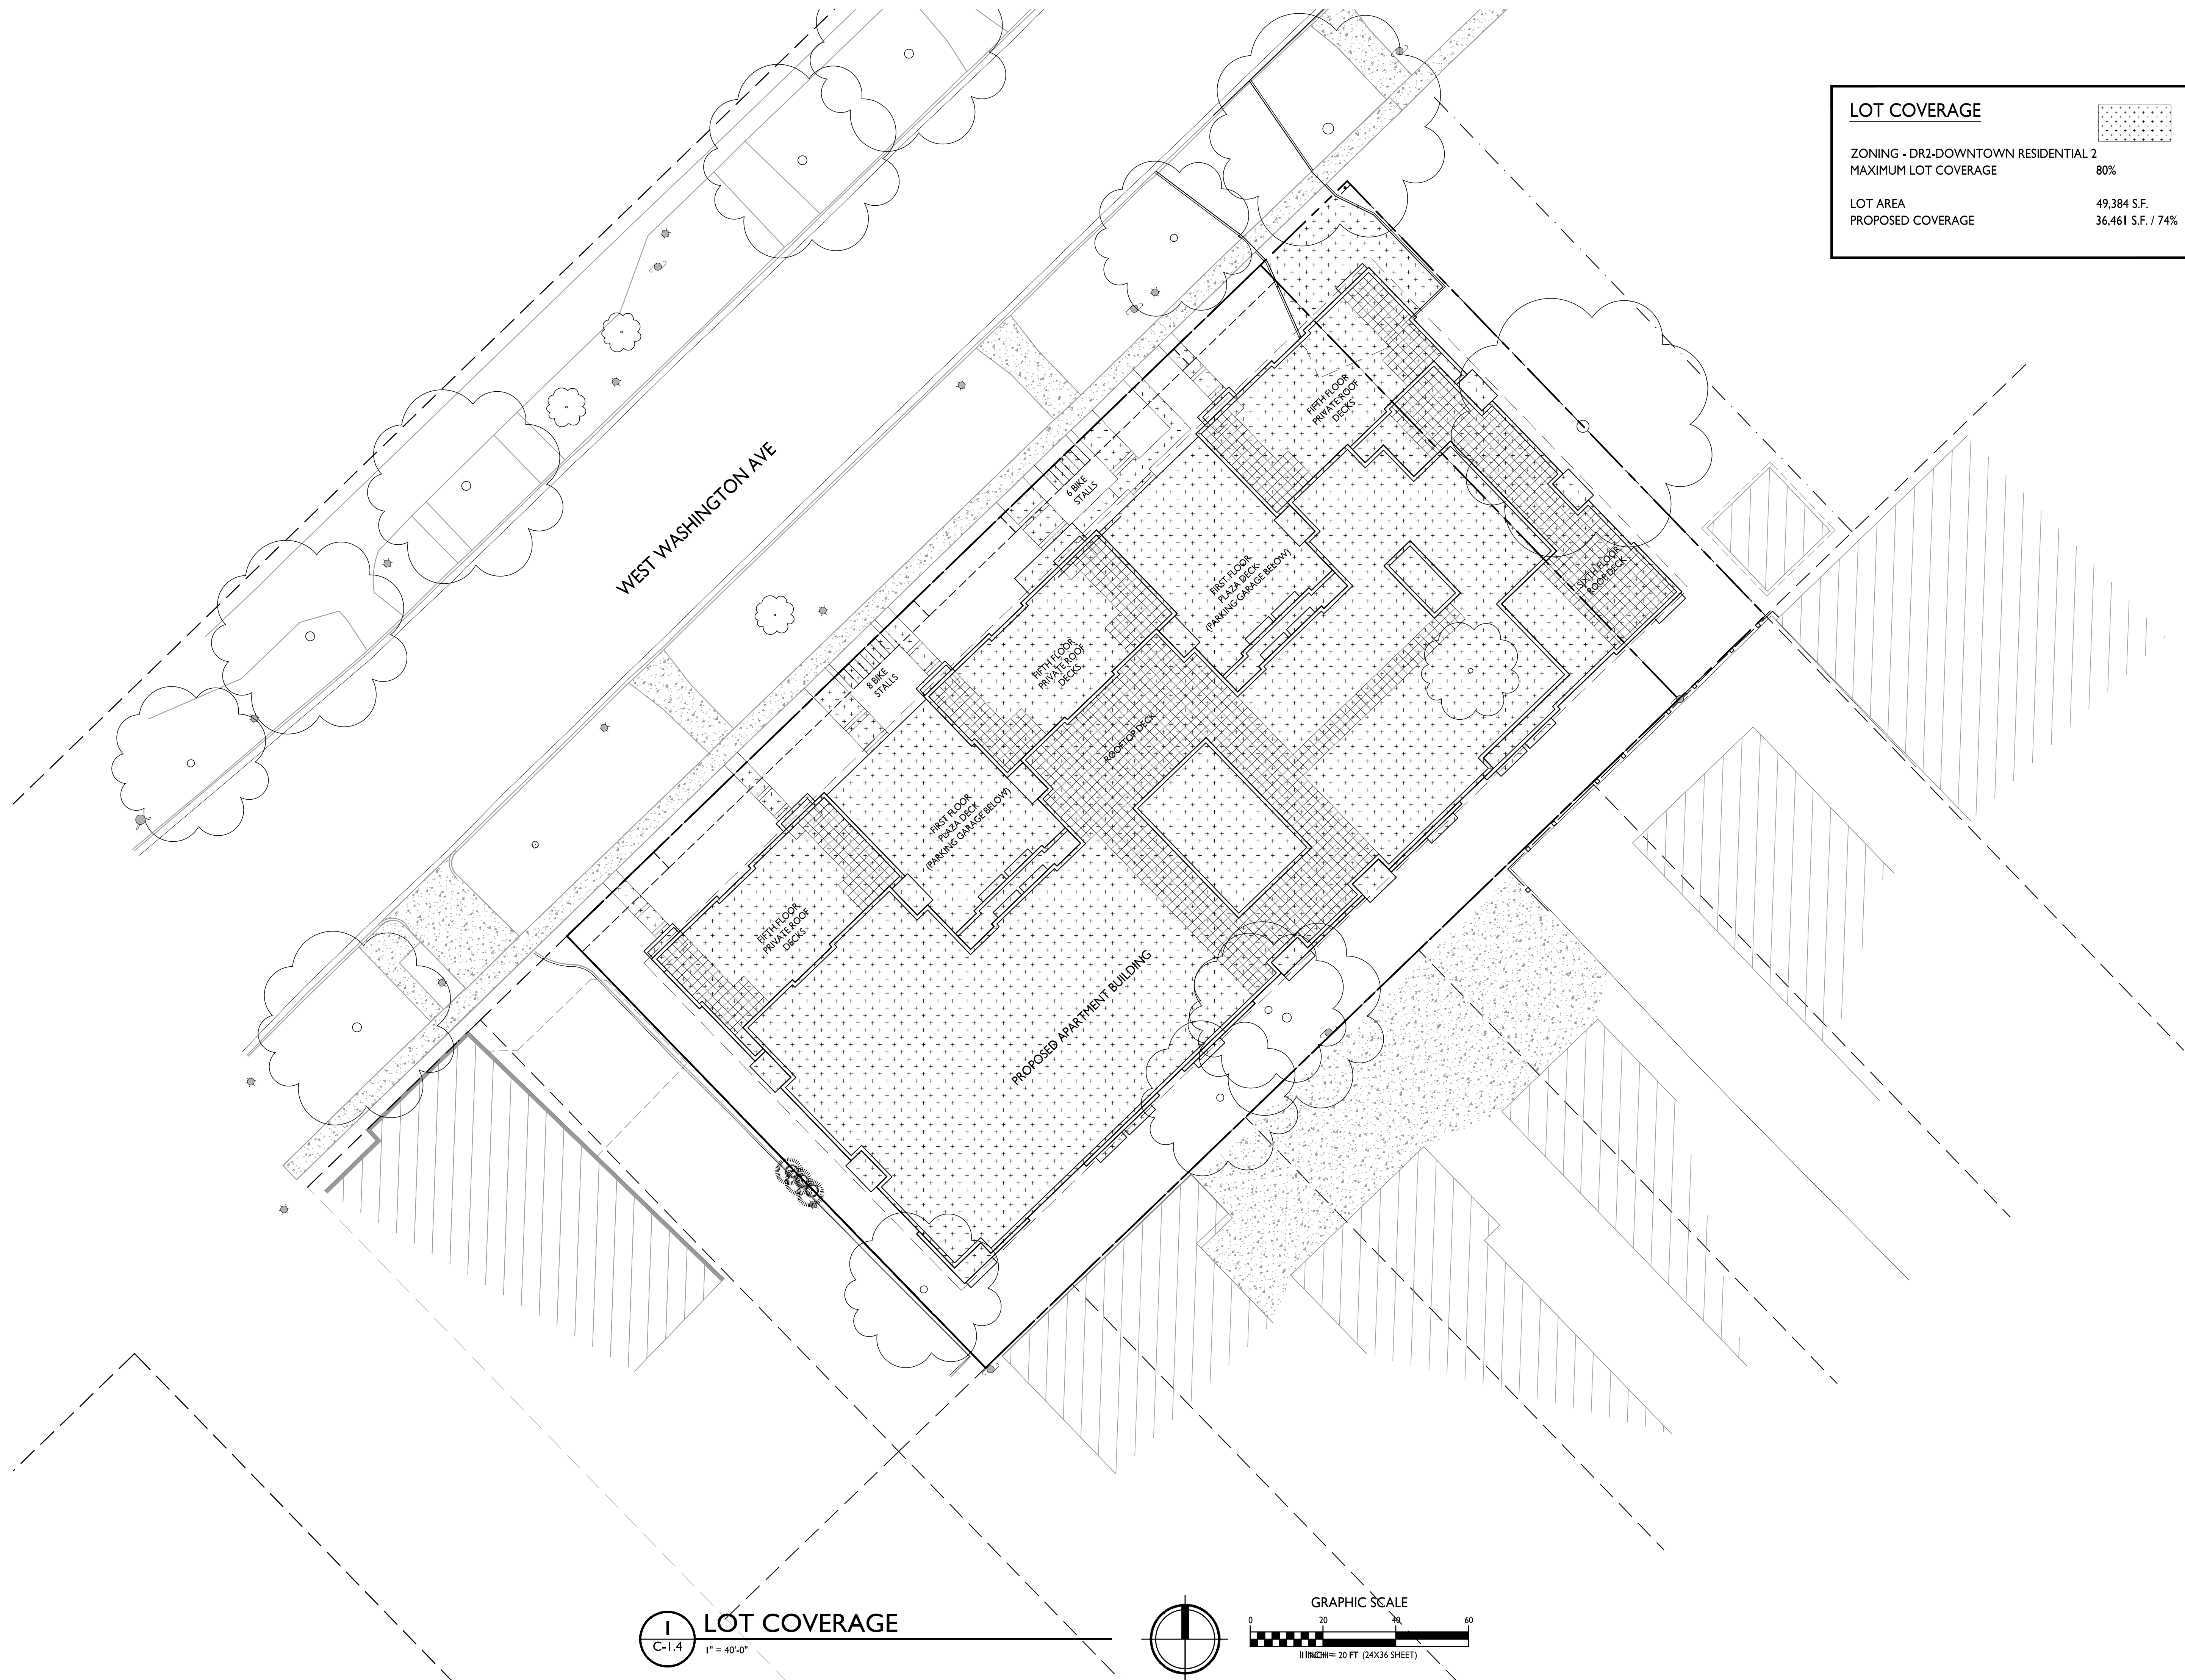 LOT COVERAGE
ZONING - DR2-DOWNTOWN RESIDENTIAL 2
MAXIMUM LOT COVERAGE 80%
LOT AREA 49,384 S.F.
PROPOSED COVERAGE 36,461 S.F. / 74%
WEST WASHINGTON AVE
FIFTH FLOOR
PRIVATE ROOF
DECKS
6 BIKE
STALLS
FIRST FLOOR
PLAZA DECK
(PARKING GARAGE BELOW)
SIXTH FLOOR
ROOF DECK
8 BIKE
STALLS
FIFTH FLOOR
PRIVATE ROOF
DECKS
ROOFTOP DECK
FIRST FLOOR
PLAZA DECK
(PARKING GARAGE BELOW)
FIFTH FLOOR
PRIVATE ROOF
DECKS
PROPOSED APARTMENT BUILDING
1
C-1.4
LOT COVERAGE
1" = 40'-0"
GRAPHIC SCALE
0 20 40 60
= 20 FT (24X36 SHEET)